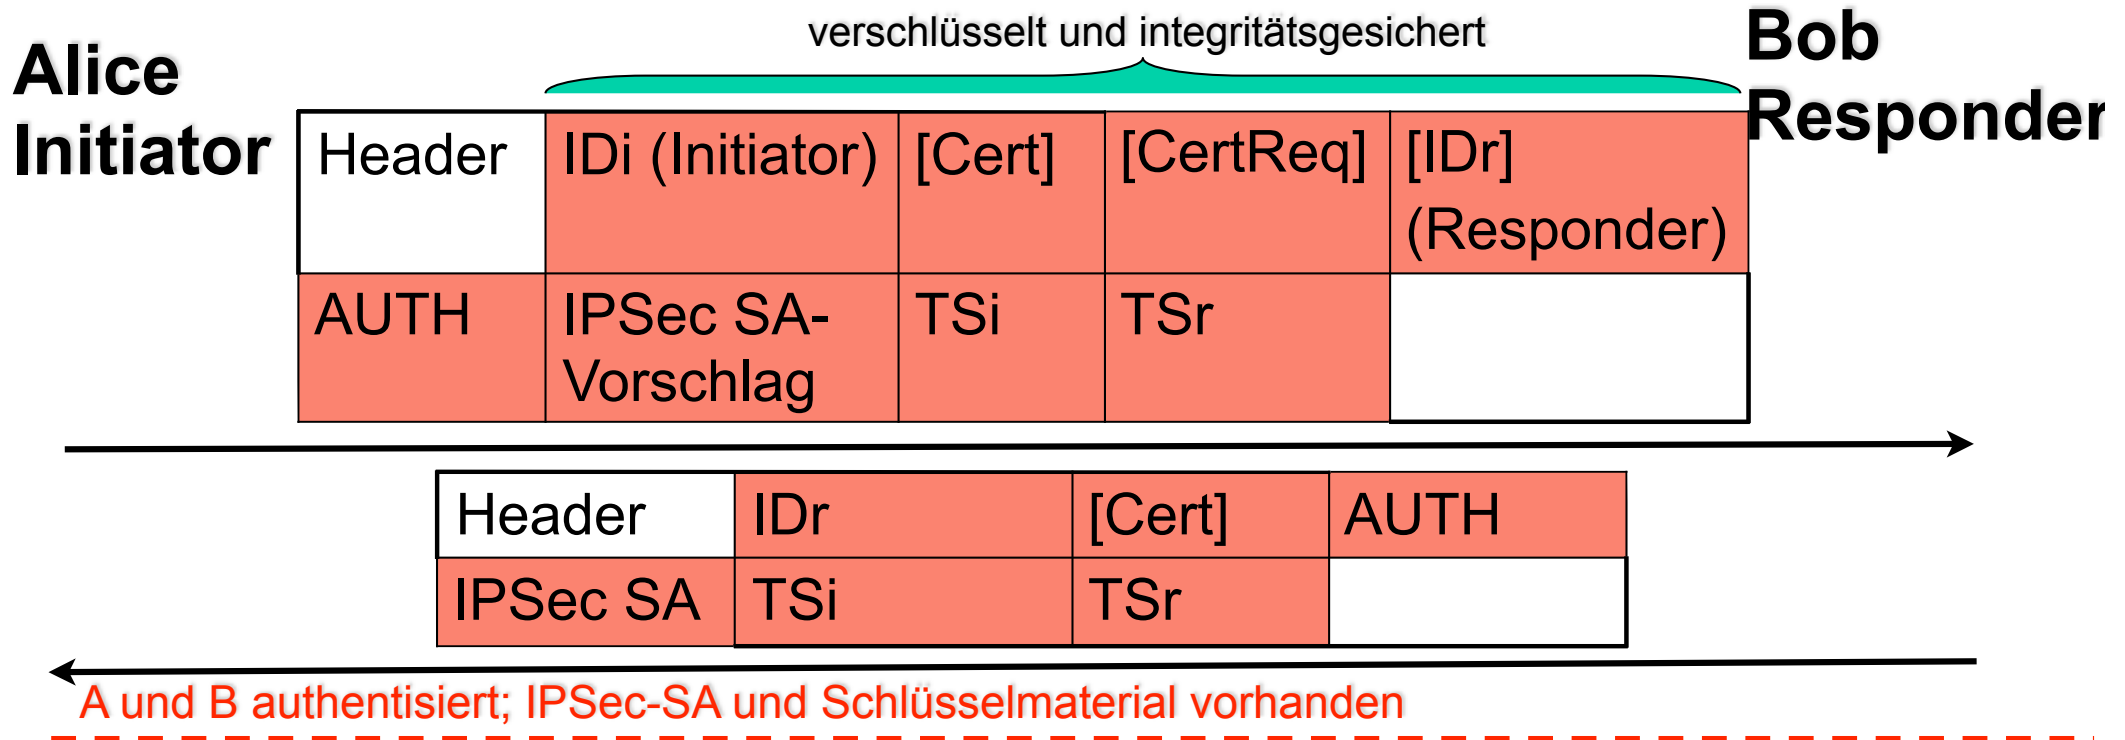 verschlüsselt und integritätsgesichert
Alice
Initiator
Bob
Responder
Header IDi (Initiator) [Cert] [CertReq] [IDr]
(Responder)
AUTH IPSec SA- TSi TSr
Vorschlag
Header IDr [Cert] AUTH
IPSec SA TSi TSr
A und B authentisiert; IPSec-SA und Schlüsselmaterial vorhanden